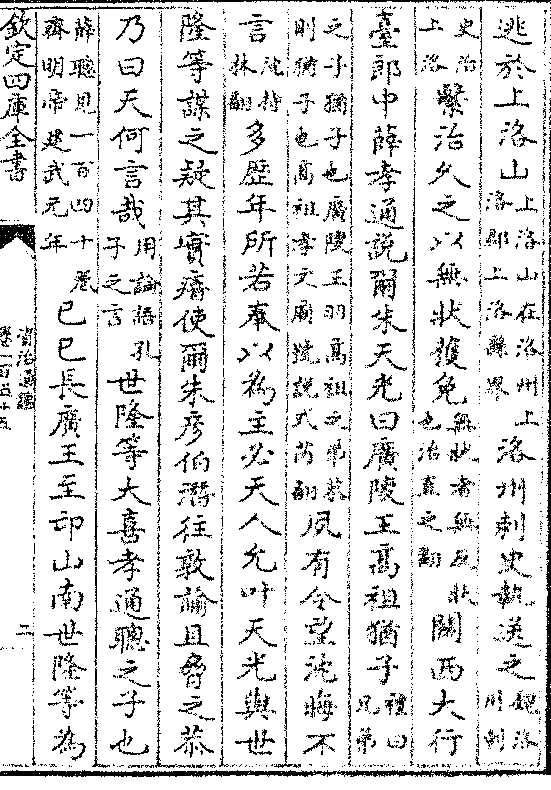 逃於上洛山上洛山在洛州上洛郡上洛縣界洛州刺史執送之魏洛州刺
史治上洛繫治久之以無狀獲免無狀者無反狀也治直之翻關西大行
臺郎中薛孝通說爾朱天光曰廣陵王高祖猶子禮曰兄弟
之子猶子也廣陵王羽高祖之弟恭則猶子也高祖孝文廟號說式芮翻夙有令望沈晦不
言沈持林翻多歷年所若奉以為主必天人允叶天光與世
隆等謀之疑其實瘖使爾朱彦伯潛往敦諭且脅之恭
乃曰天何言哉用論語孔子之言世隆等大喜孝通聰之子也
薛聰見一百四十卷齊明帝建武元年己巳長廣王至邙山南世隆等為
欽定四庫全書
資治通鑑
卷一百五十五
二